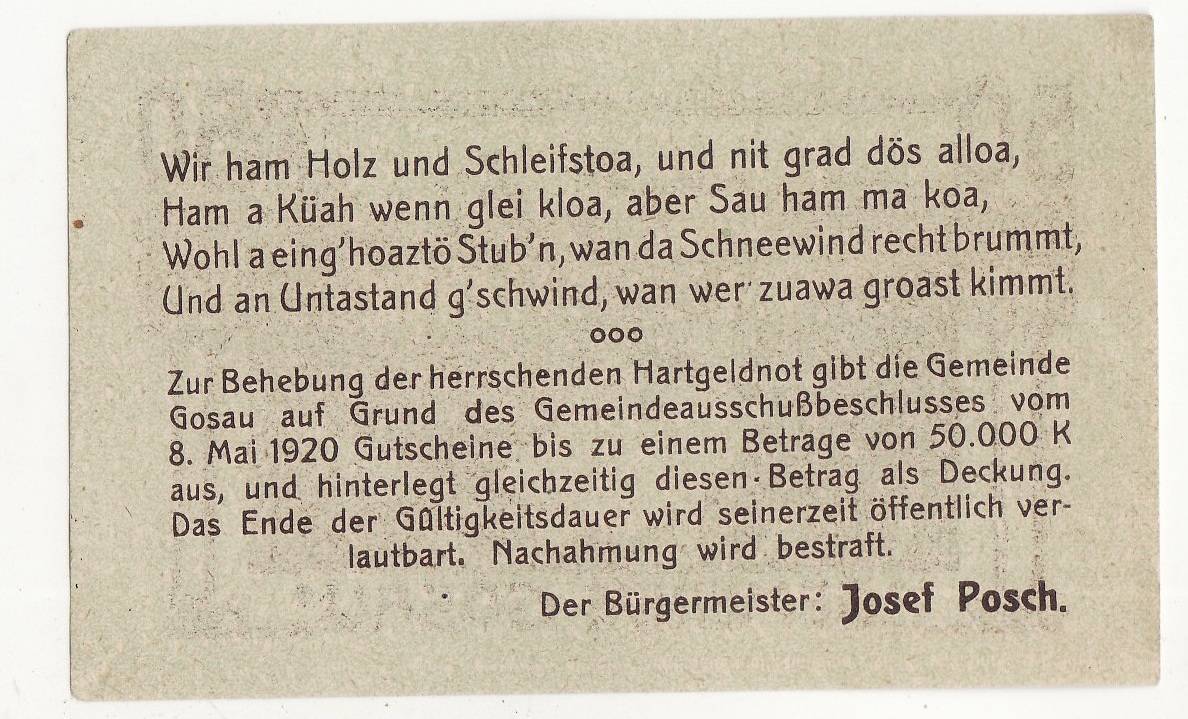 Wir ham Holz und Schleifstoa, und nit grad dös alloa,
Ham a Küah wenn glei kloa, aber Sau ham ma koa,
Wohl a eing'hoaztö Stub'n, wan da Schneewind recht brummt,
Und an Untastand g'schwind, wan wer zuawa groast kimmt.
ooo
Zur Behebung der herrschenden Hartgeldnot gibt die Gemeinde
Gosau auf Grund des Gemeindeausschußbeschlusses vom
8. Mai 1920 Gutscheine bis zu einem Betrage von 50.000 K
aus, und hinterlegt gleichzeitig diesen Betrag als Deckung.
Das Ende der Gültigkeitsdauer wird seinerzeit öffentlich ver-
lautbart. Nachahmung wird bestraft.
Der Bürgermeister: Josef Posch.